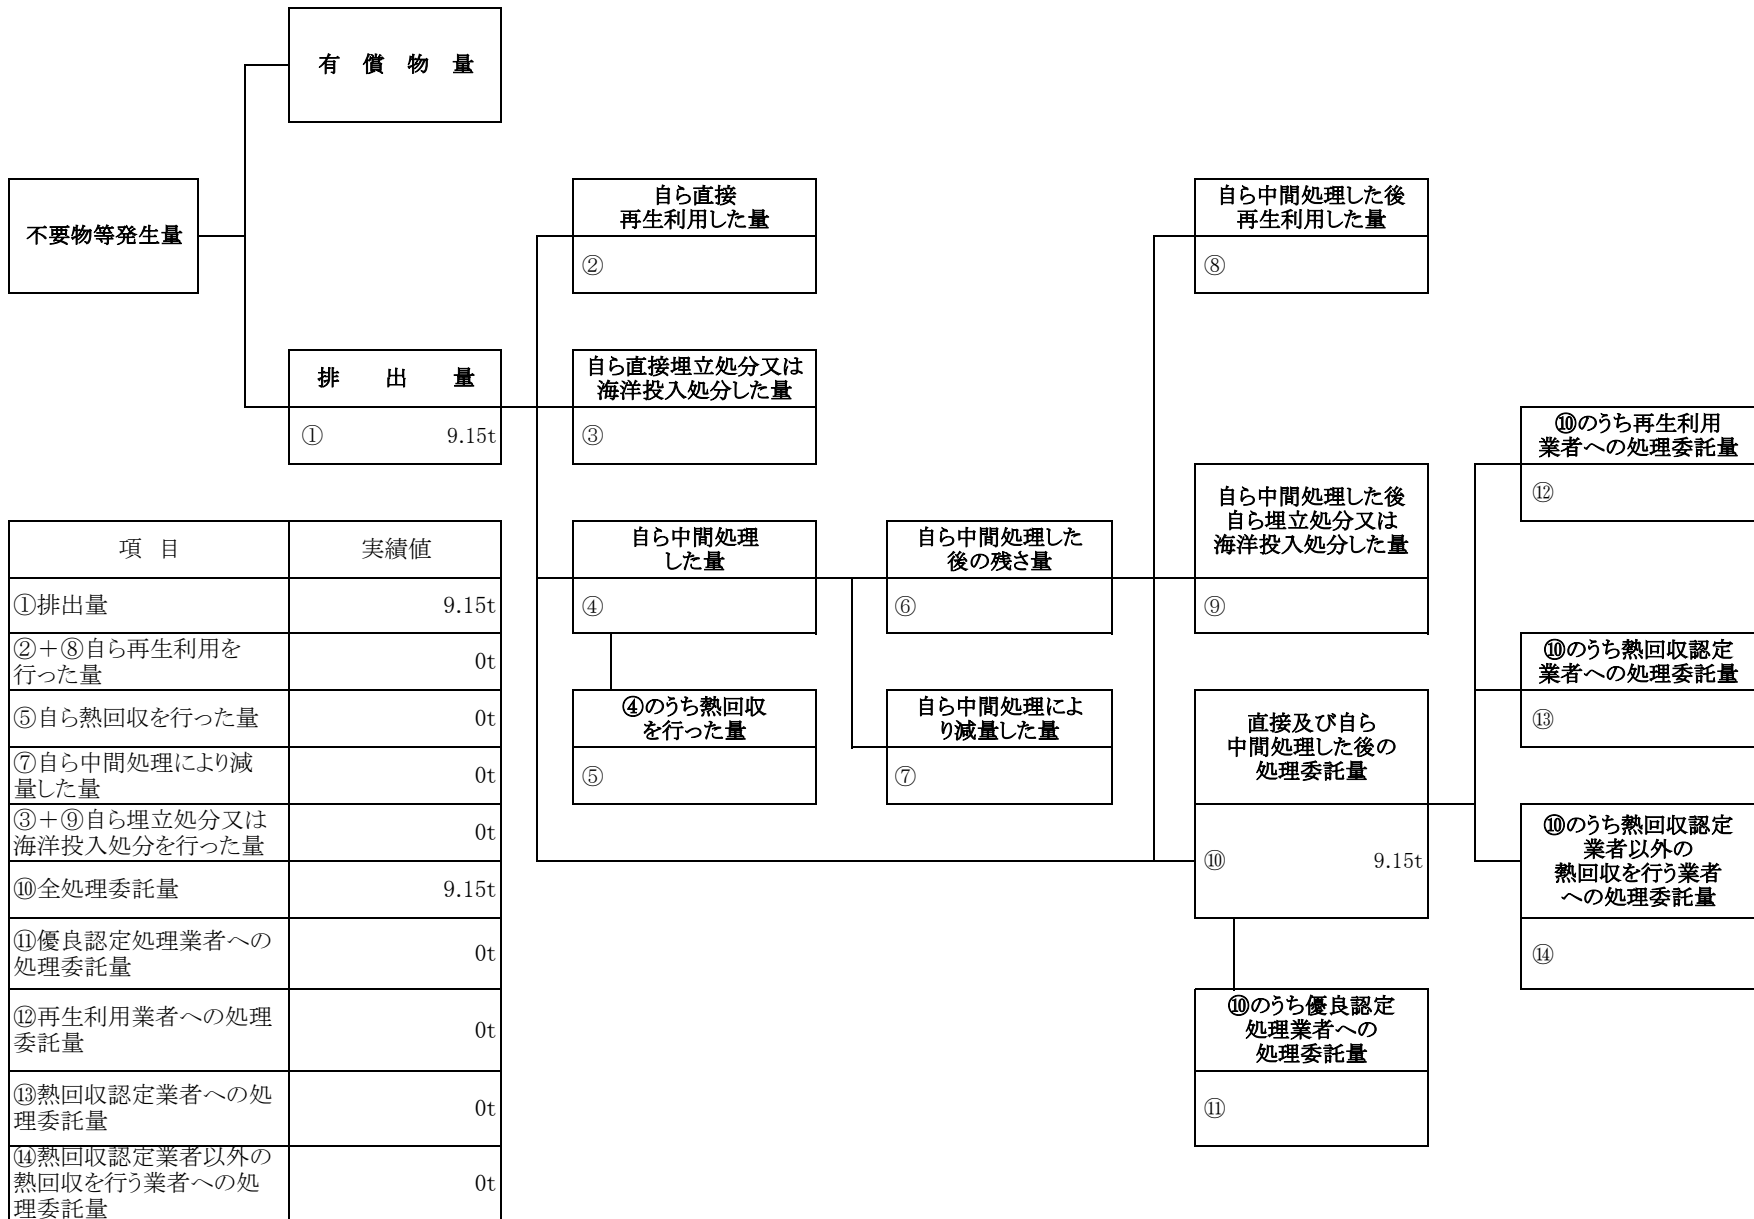 有 償 物 量
不要物等発生量
自ら直接
再生利用した量
②
自ら中間処理した後
再生利用した量
⑧
排 出 量
① 9.15t
自ら直接埋立処分又は
海洋投入処分した量
③
⑩のうち再生利用
業者への処理委託量
⑫
自ら中間処理
した量
④
自ら中間処理した
後の残さ量
⑥
自ら中間処理した後
自ら埋立処分又は
海洋投入処分した量
⑨
⑩のうち熱回収認定
業者への処理委託量
⑬
④のうち熱回収
を行った量
⑤
自ら中間処理によ
り減量した量
⑦
直接及び自ら
中間処理した後の
処理委託量
⑩ 9.15t
⑩のうち熱回収認定
業者以外の
熱回収を行う業者
への処理委託量
⑭
⑩のうち優良認定
処理業者への
処理委託量
⑪
項 目 実績値
①排出量 9.15t
②＋⑧自ら再生利用を
行った量 0t
⑤自ら熱回収を行った量 0t
⑦自ら中間処理により減
量した量 0t
③＋⑨自ら埋立処分又は
海洋投入処分を行った量 0t
⑩全処理委託量 9.15t
⑪優良認定処理業者への
処理委託量 0t
⑫再生利用業者への処理
委託量 0t
⑬熱回収認定業者への処
理委託量 0t
⑭熱回収認定業者以外の
熱回収を行う業者への処
理委託量 0t